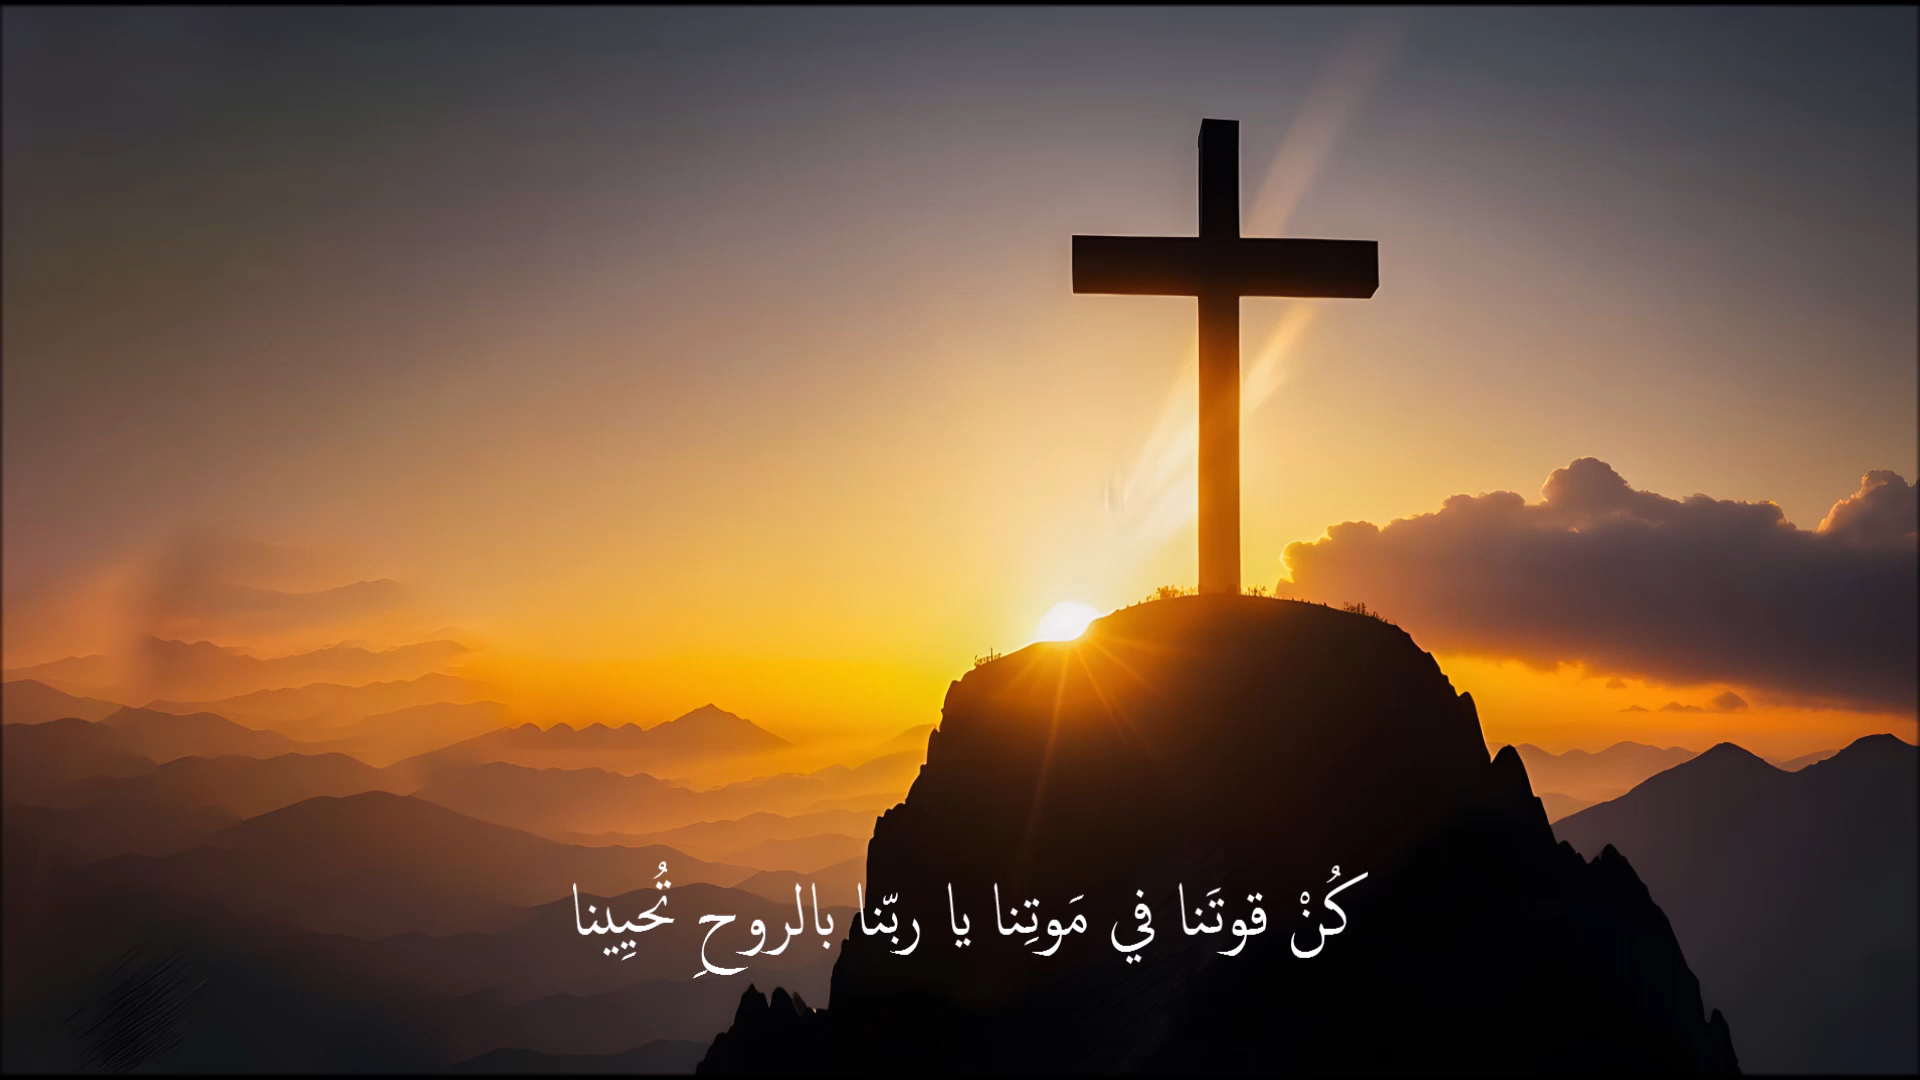 كُنْ قوتَنا في مَوتِنا يا ربّنا بالروحِ تُحيِينا